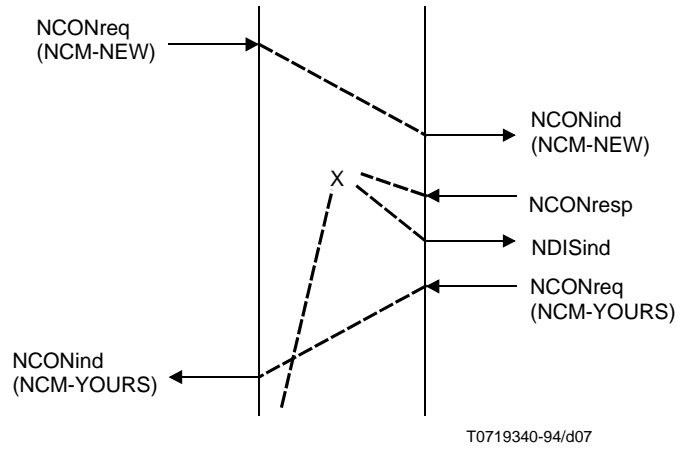 NCONreq
(NCM-NEW)
NCONind
(NCM-NEW)
X
NCONresp
NDISind
NCONreq
(NCM-YOURS)
NCONind
(NCM-YOURS)
T0719340-94/d07